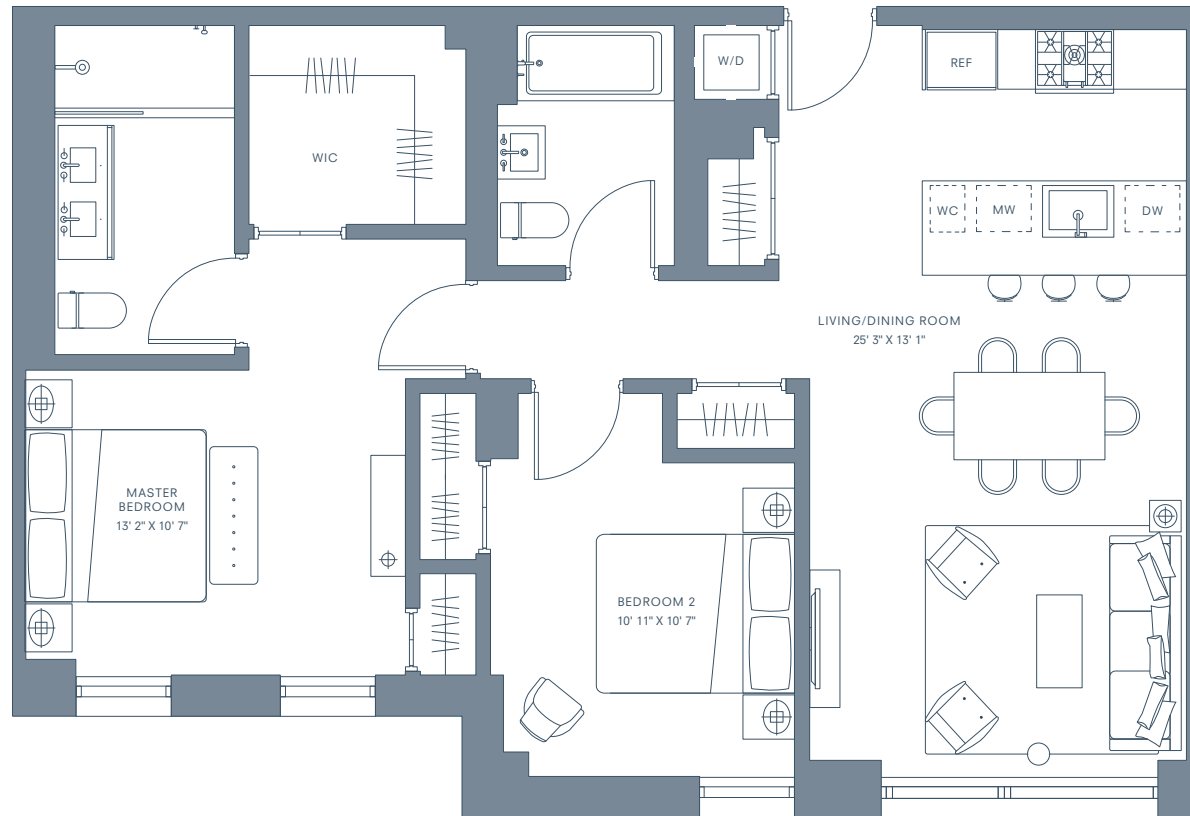 W/D
REF
WIC
WC
MW
DW
LIVING/DINING ROOM
25' 3" X 13' 1"
MASTER
BEDROOM
13' 2" X 10' 7"
BEDROOM 2
10' 11" X 10' 7"